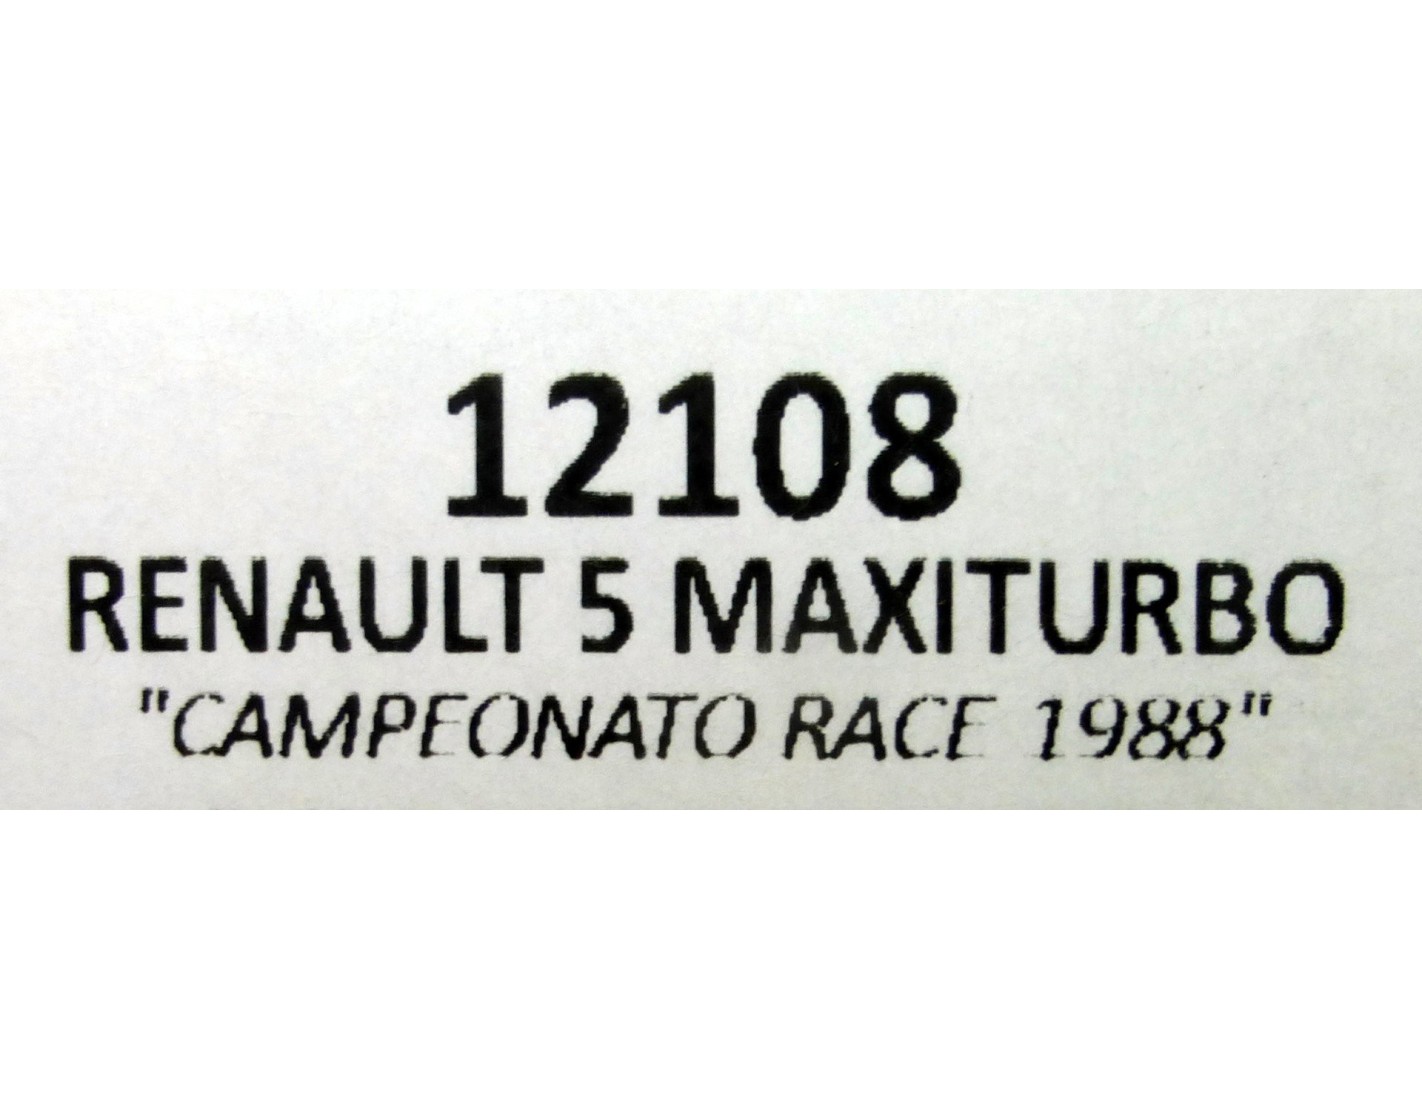 12108
RENAULT 5 MAXITURBO
"CAMPEONATO RACE 1988"